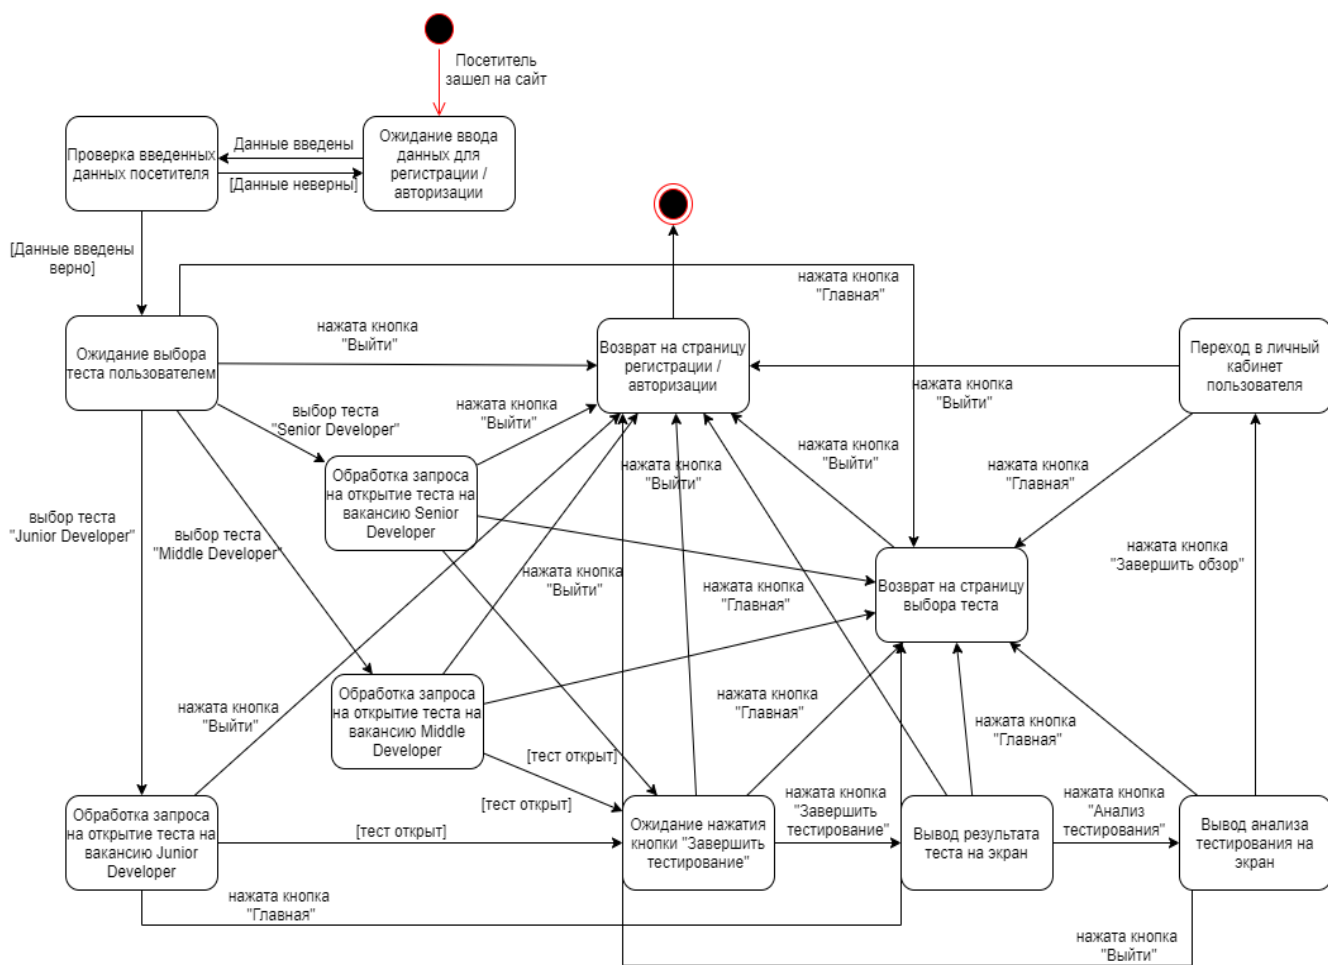 Посетитель
зашел на сайт
Ожидание ввода
данных для
регистрации /
авторизации
Данные введены
[Данные неверны]
Проверка введенных
данных посетителя
[Данные введены
верно]
нажата кнопка
"Главная"
Ожидание выбора
теста пользователем
нажата кнопка
"Выйти"
Возврат на страницу
регистрации /
авторизации
Переход в личный
кабинет
пользователя
нажата кнопка
"Выйти"
выбор теста
"Senior Developer"
нажата кнопка
"Выйти"
нажата кнопка
"Выйти"
нажата кнопка
"Выйти"
нажата кнопка
"Главная"
Обработка запроса
на открытие теста на
вакансию Senior
Developer
выбор теста
"Junior Developer"
выбор теста
"Middle Developer"
нажата кнопка
"Завершить обзор"
нажата кнопка
"Выйти"
нажата кнопка
"Главная"
Возврат на страницу
выбора теста
Обработка запроса
на открытие теста на
вакансию Middle
Developer
нажата кнопка
"Выйти"
нажата кнопка
"Главная"
нажата кнопка
"Главная"
[тест открыт]
[тест открыт]
[тест открыт]
Обработка запроса
на открытие теста на
вакансию Junior
Developer
Ожидание нажатия
кнопки "Завершить
тестирование"
нажата кнопка
"Завершить
тестирование"
Вывод результата
теста на экран
нажата кнопка
"Анализ
тестирования"
Вывод анализа
тестирования на
экран
нажата кнопка
"Главная"
нажата кнопка
"Выйти"